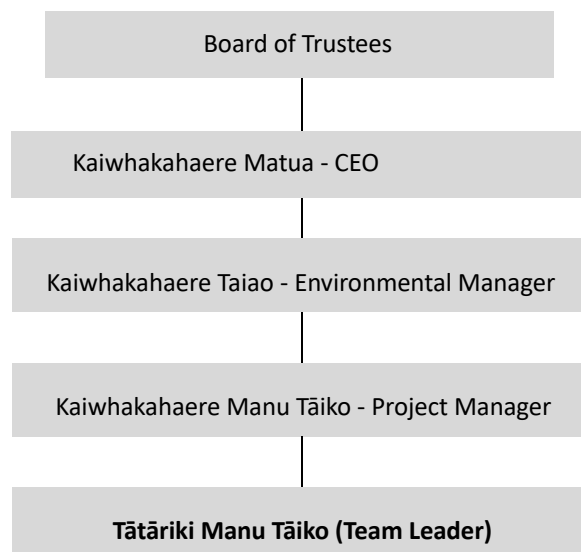 Board of Trustees
Kaiwhakahaere Matua - CEO
Kaiwhakahaere Taiao - Environmental Manager
Kaiwhakahaere Manu Tāiko - Project Manager
Tātāriki Manu Tāiko (Team Leader)